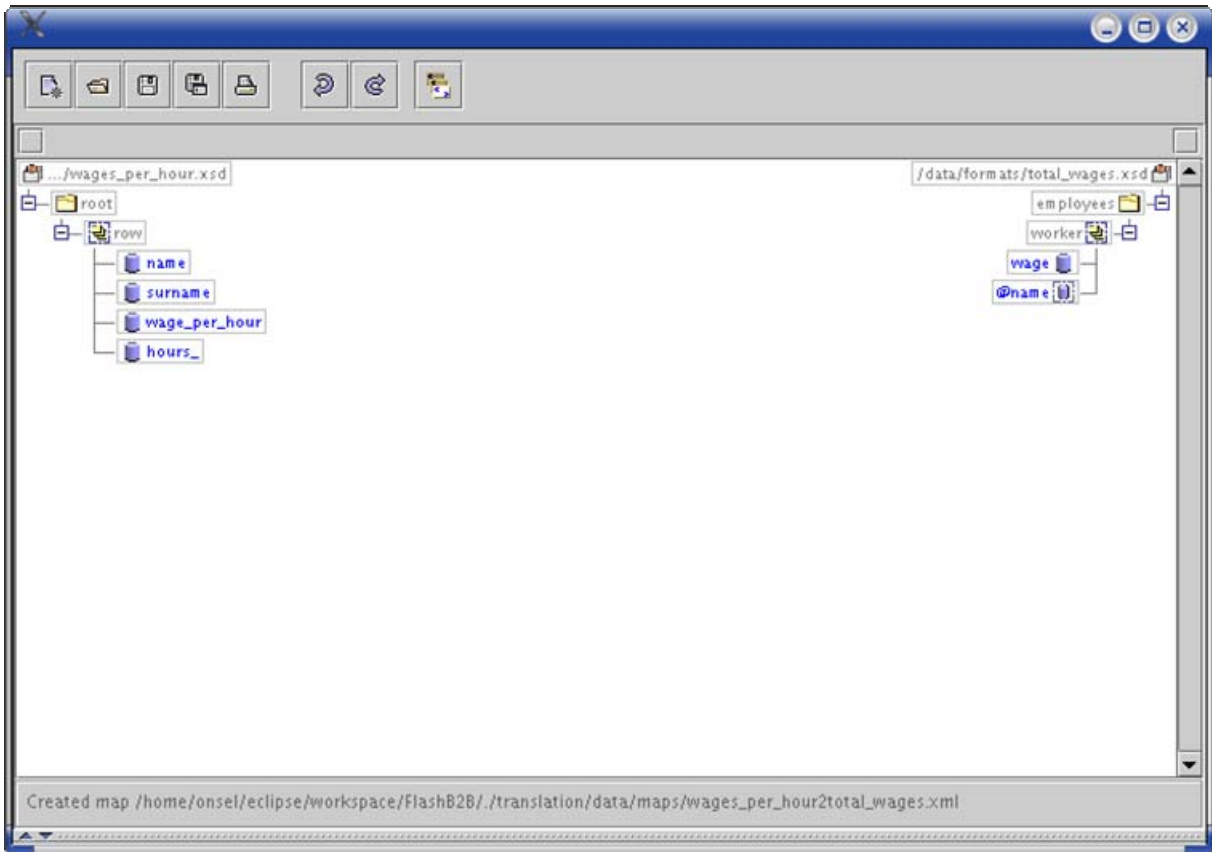 .../wages_per_hour.xsd
/data/formats/total_wages.xsd
root
employees
row
worker
name
wage
surname
@name
wage_per_hour
hours_
Created map /home/onsel/eclipse/workspace/FlashB2B/./translation/data/maps/wages_per_hour2total_wages.xml